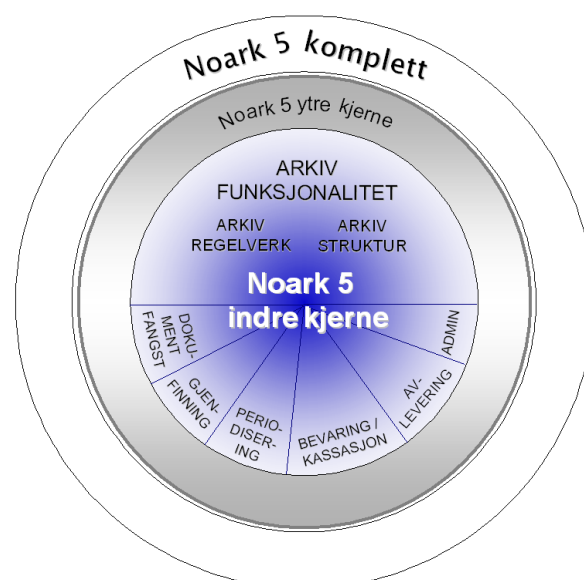 Noark 5 komplett
Noark 5 ytre kjerne
ARKIV
FUNKSJONALITET
ARKIV
REGELVERK
ARKIV
STRUKTUR
Noark 5
indre kjerne
DOKU-
MENT
FANGST
GJEN-
FINNING
PERIO-
DISER-
ING
BEVARING /
KASSASJON
AV-
LEVERING
ADMIN